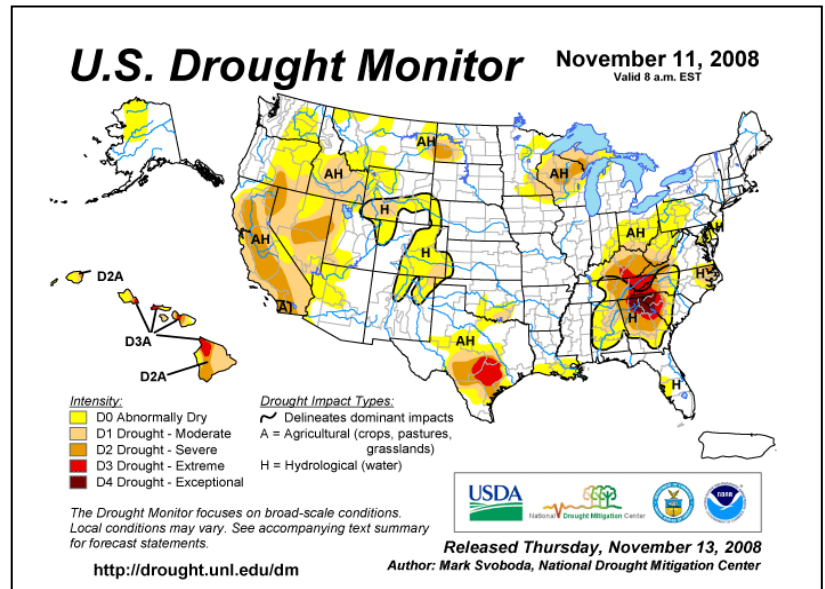 U.S. Drought Monitor
November 11, 2008
Valid 8 a.m. EST
AH
AH
AH
H
AH
H
A
AH
AH
H
H
H
AH
H
D2A
D3A
D2A
Intensity:
D0 Abnormally Dry
D1 Drought - Moderate
D2 Drought - Severe
D3 Drought - Extreme
D4 Drought - Exceptional
Drought Impact Types:
Delineates dominant impacts
A = Agricultural (crops, pastures,
grasslands)
H = Hydrological (water)
USDA
National Drought Mitigation Center
NOAA
The Drought Monitor focuses on broad-scale conditions.
Local conditions may vary. See accompanying text summary
for forecast statements.
http://drought.unl.edu/dm
Released Thursday, November 13, 2008
Author: Mark Svoboda, National Drought Mitigation Center